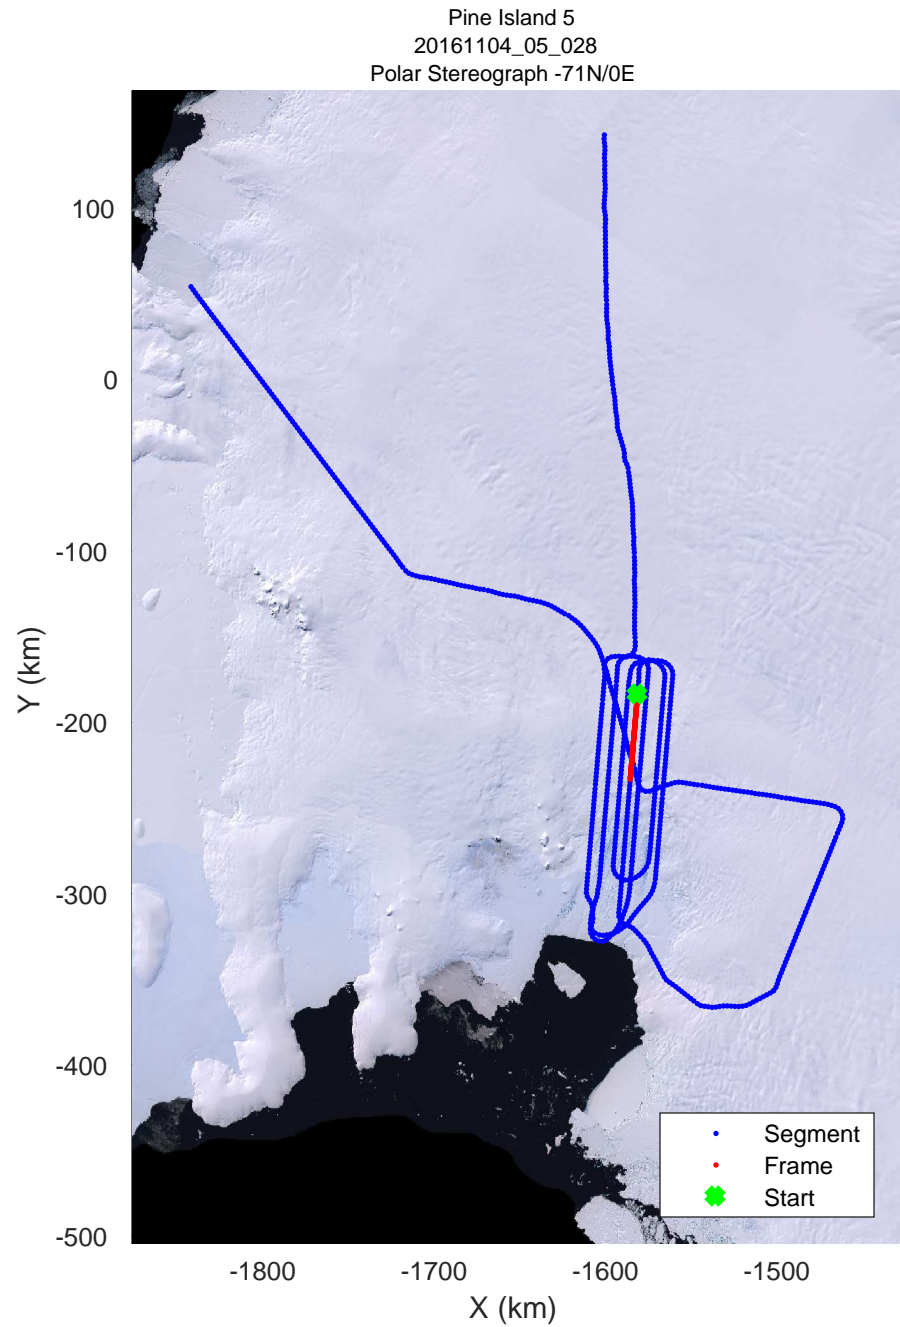 Pine Island 5
20161104_05_028
Polar Stereograph -71N/0E
100
0
-100
-200
-300
-400
-500
Y (km)
-1800
-1700
-1600
-1500
X (km)
Segment
Frame
Start